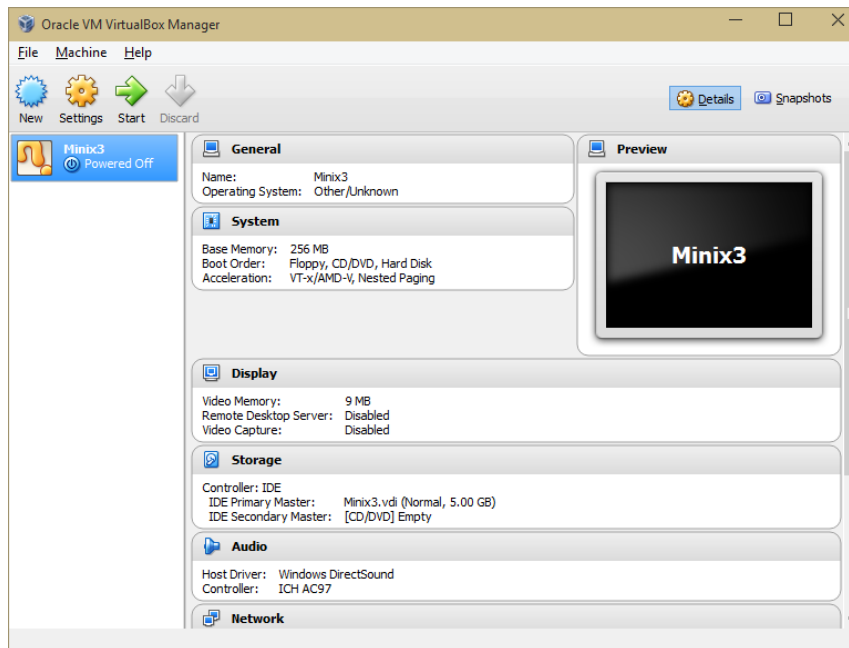 Oracle VM VirtualBox Manager
File Machine Help
New Settings Start Discard
Details Snapshots
Minix3
Powered Off
General
Name: Minix3
Operating System: Other/Unknown
System
Base Memory: 256 MB
Boot Order: Floppy, CD/DVD, Hard Disk
Acceleration: VT-x/AMD-V, Nested Paging
Preview
Minix3
Display
Video Memory: 9 MB
Remote Desktop Server: Disabled
Video Capture: Disabled
Storage
Controller: IDE
IDE Primary Master: Minix3.vdi (Normal, 5.00 GB)
IDE Secondary Master: [CD/DVD] Empty
Audio
Host Driver: Windows DirectSound
Controller: ICH AC97
Network